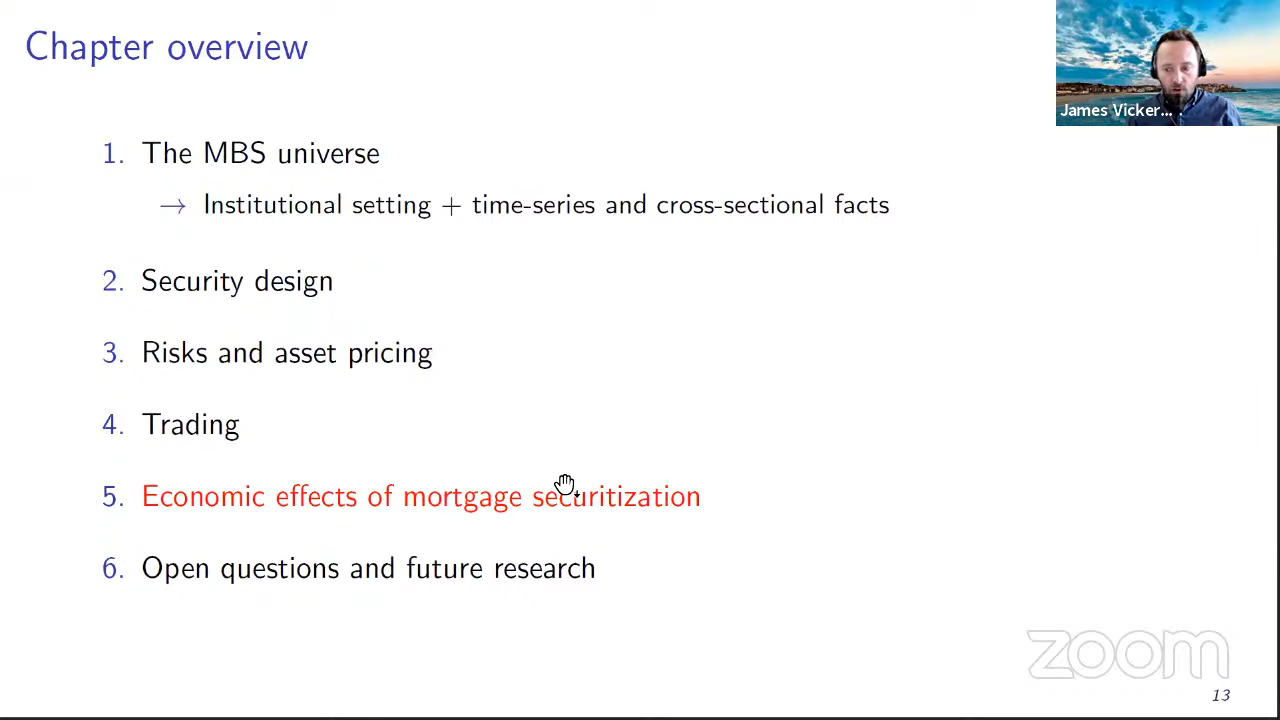 Chapter overview
James Vicker...
1. The MBS universe
→ Institutional setting + time-series and cross-sectional facts
2. Security design
3. Risks and asset pricing
4. Trading
5. Economic effects of mortgage securitization
6. Open questions and future research
zoom
13